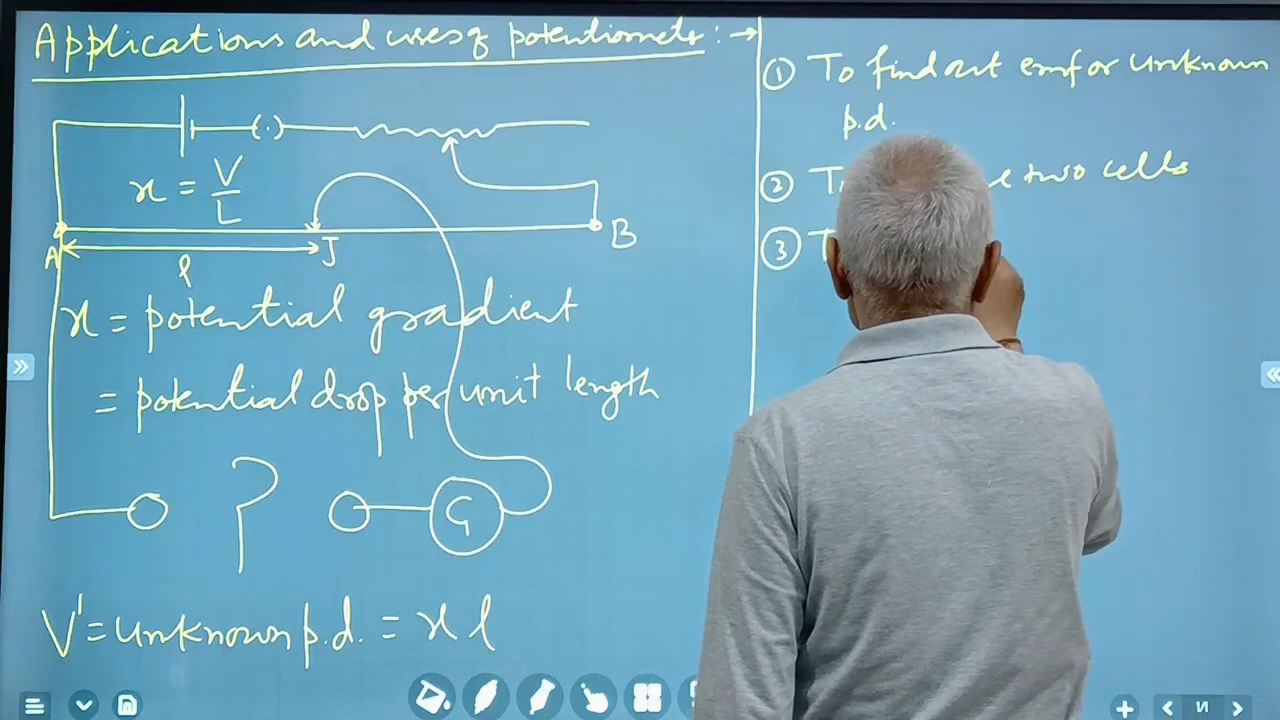 Applications and uses of potentiometer :→
x = V/L
A
J
B
l
x = potential gradient
= potential drop per unit length
?
G
V' = unknown p.d. = x l
① To find out emf or unknown
p.d.
② two cells
③ T